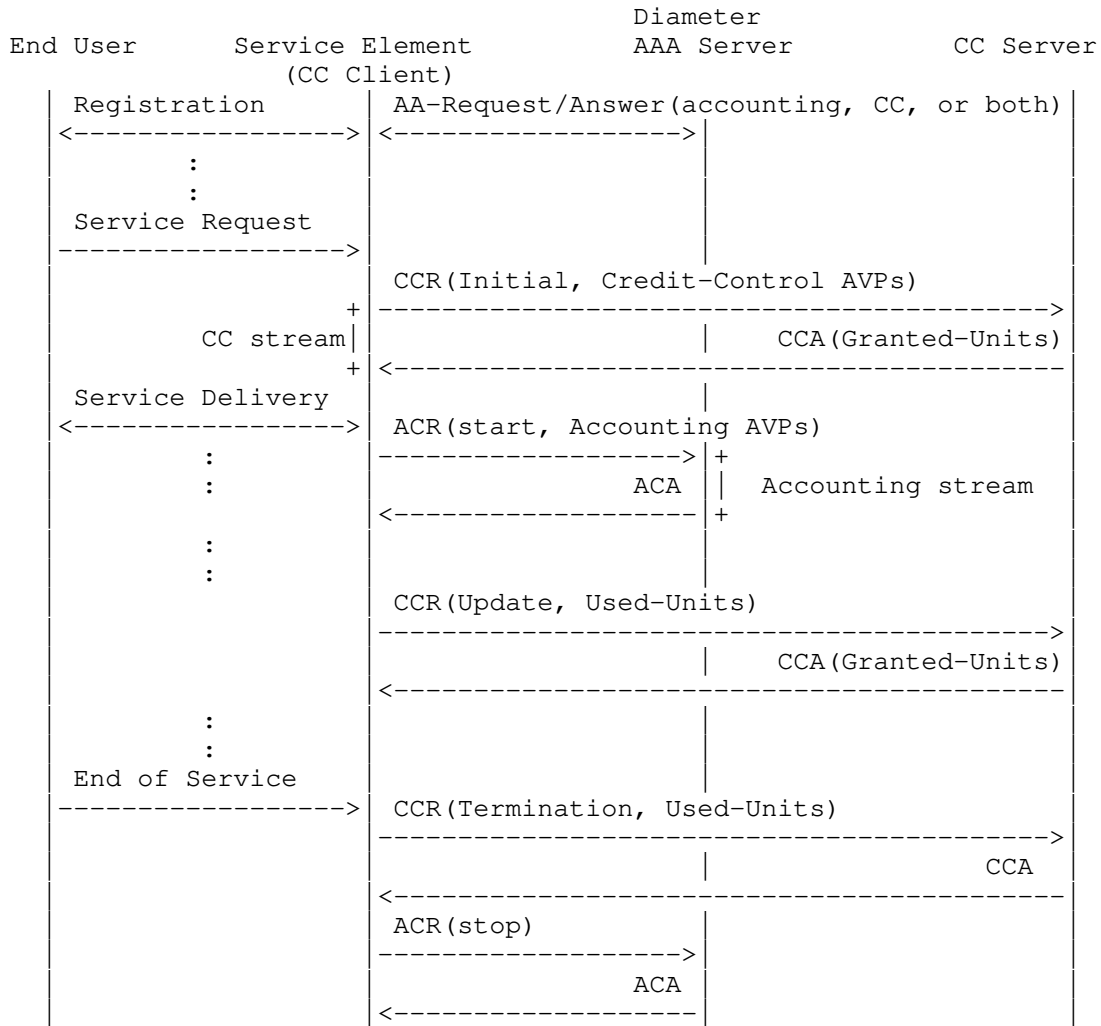 Diameter
End User Service Element AAA Server CC Server
(CC Client)
Registration AA-Request/Answer(accounting, CC, or both)
<-----------------> <------------------>
:
:
Service Request
------------------>
CCR(Initial, Credit-Control AVPs)
+ ------------------------------------------>
CC stream CCA(Granted-Units)
+ <------------------------------------------
Service Delivery
<-----------------> ACR(start, Accounting AVPs)
: -------------------> +
: ACA Accounting stream
<------------------- +
:
:
CCR(Update, Used-Units)
------------------------------------------>
CCA(Granted-Units)
<------------------------------------------
:
:
End of Service
------------------> CCR(Termination, Used-Units)
------------------------------------------>
CCA
<------------------------------------------
ACR(stop)
------------------->
ACA
<-------------------